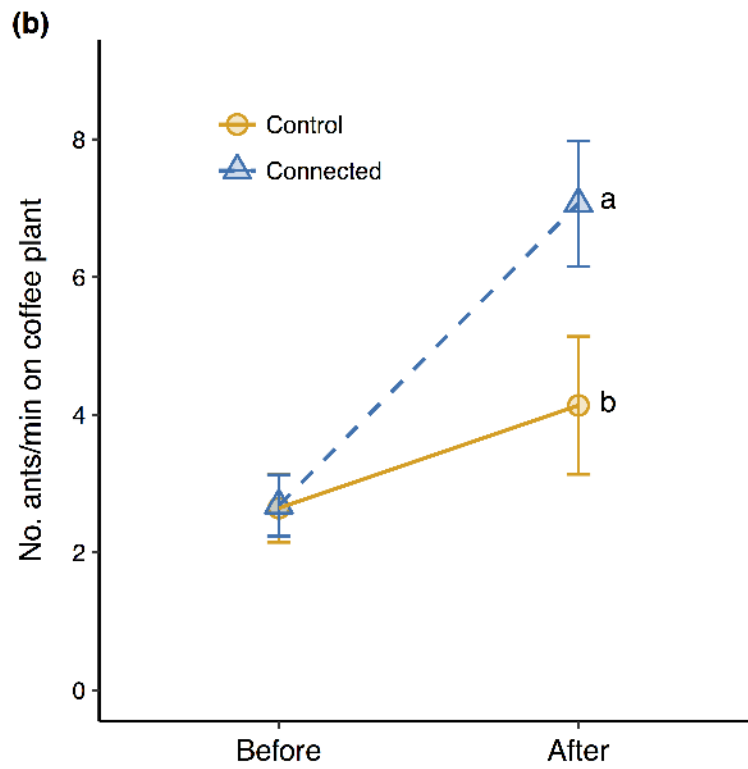 (b)
No. ants/min on coffee plant
8
6
4
2
0
Control
Connected
a
b
Before
After